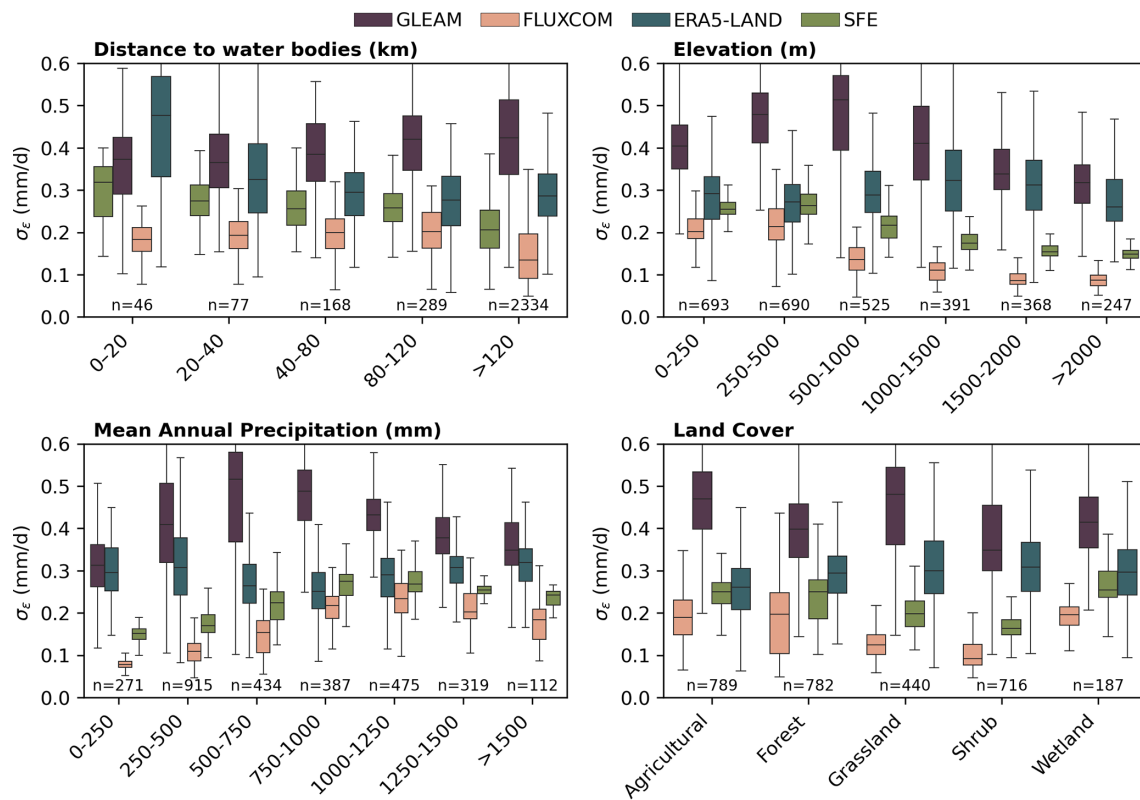 GLEAM FLUXCOM ERA5-LAND SFE
Distance to water bodies (km)
σε (mm/d)
0.6
0.5
0.4
0.3
0.2
0.1
0.0
n=46 n=77 n=168 n=289 n=2334
0–20 20–40 40–80 80-120 >120
Elevation (m)
σε (mm/d)
0.6
0.5
0.4
0.3
0.2
0.1
0.0
n=693 n=690 n=525 n=391 n=368 n=247
0-250 250-500 500-1000 1000-1500 1500-2000 >2000
Mean Annual Precipitation (mm)
σε (mm/d)
0.6
0.5
0.4
0.3
0.2
0.1
0.0
n=271 n=915 n=434 n=387 n=475 n=319 n=112
0-250 250-500 500-750 750-1000 1000-1250 1250-1500 >1500
Land Cover
σε (mm/d)
0.6
0.5
0.4
0.3
0.2
0.1
0.0
n=789 n=782 n=440 n=716 n=187
Agricultural Forest Grassland Shrub Wetland